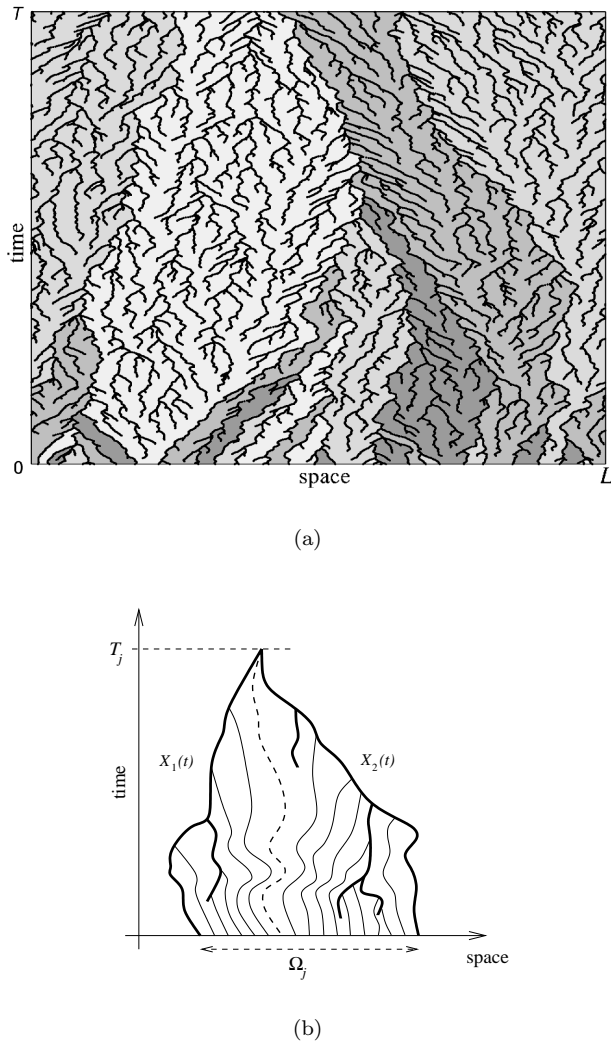 T
time
0
space
L
(a)
T_j
X_1(t)
X_2(t)
time
space
Ω_j
(b)